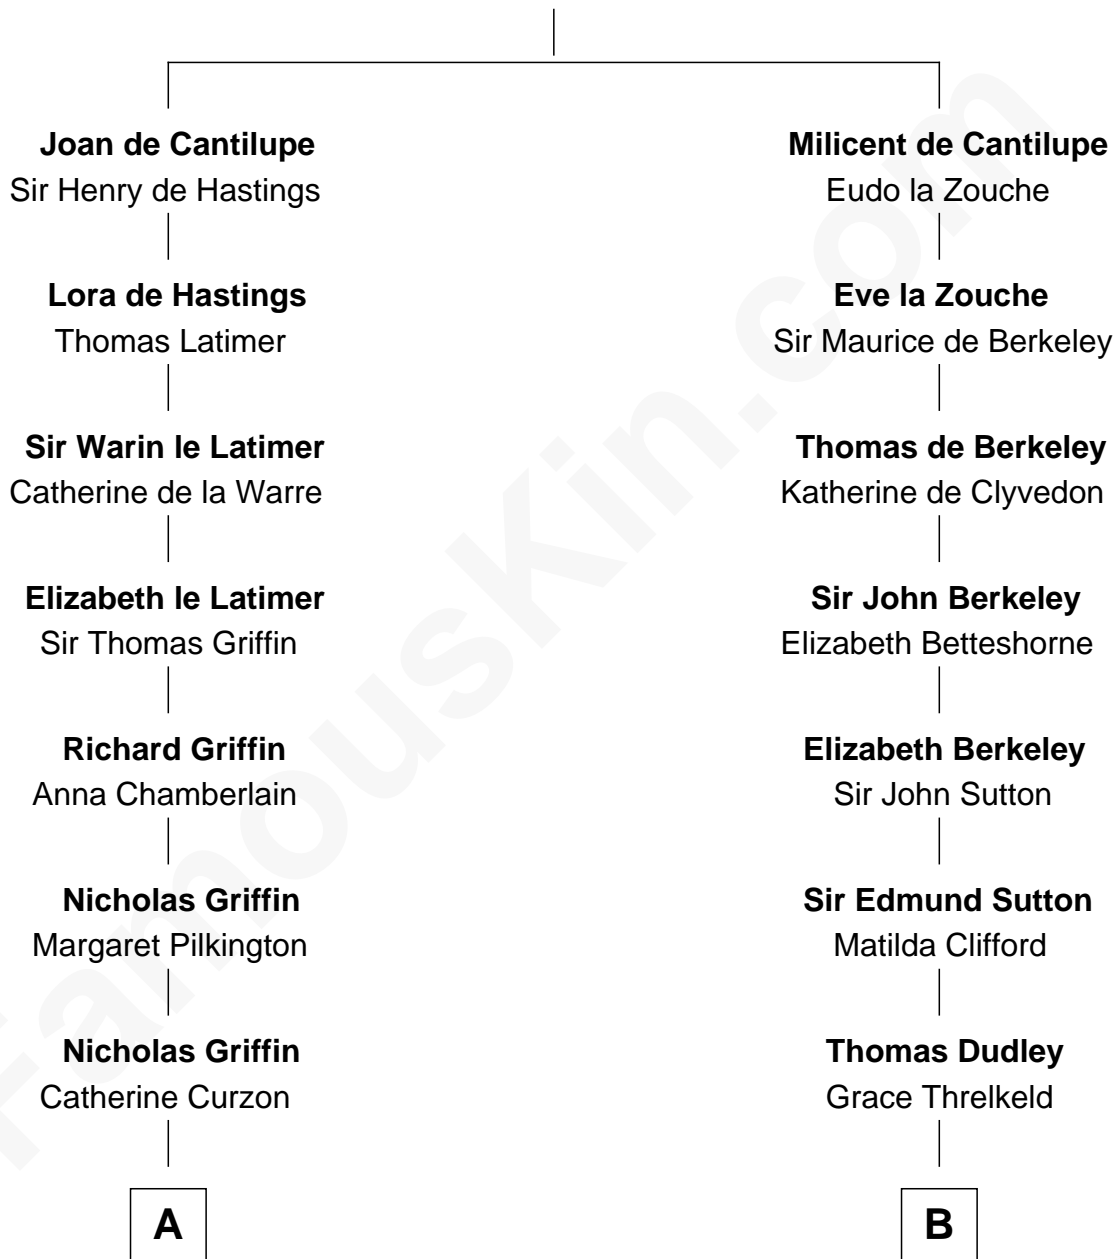 Joan de Cantilupe
Sir Henry de Hastings
Lora de Hastings
Thomas Latimer
Sir Warin le Latimer
Catherine de la Warre
Elizabeth le Latimer
Sir Thomas Griffin
Richard Griffin
Anna Chamberlain
Nicholas Griffin
Margaret Pilkington
Nicholas Griffin
Catherine Curzon
A
Milicent de Cantilupe
Eudo la Zouche
Eve la Zouche
Sir Maurice de Berkeley
Thomas de Berkeley
Katherine de Clyvedon
Sir John Berkeley
Elizabeth Betteshorne
Elizabeth Berkeley
Sir John Sutton
Sir Edmund Sutton
Matilda Clifford
Thomas Dudley
Grace Threlkeld
B
FamousKin.com